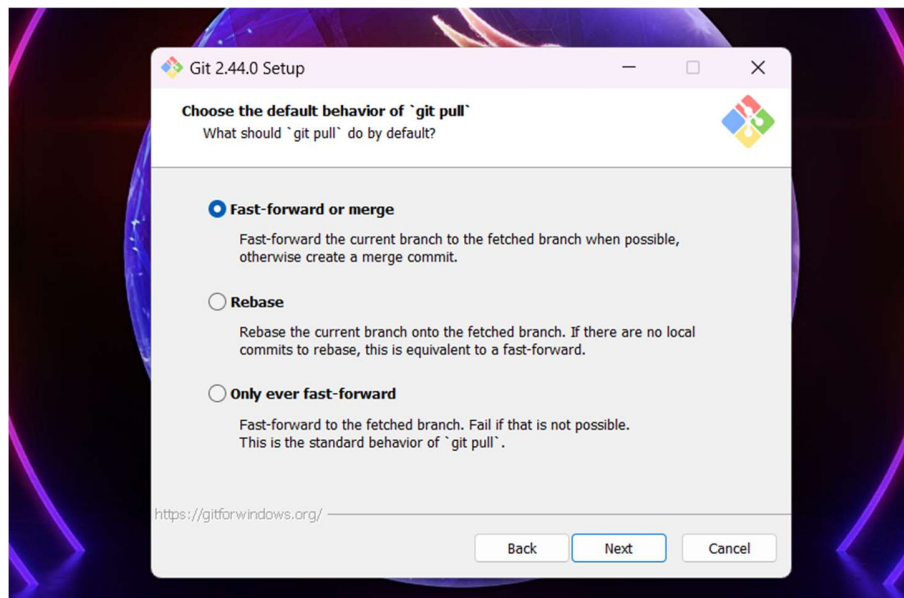 Git 2.44.0 Setup
Choose the default behavior of `git pull`
What should `git pull` do by default?
Fast-forward or merge
Fast-forward the current branch to the fetched branch when possible,
otherwise create a merge commit.
Rebase
Rebase the current branch onto the fetched branch. If there are no local
commits to rebase, this is equivalent to a fast-forward.
Only ever fast-forward
Fast-forward to the fetched branch. Fail if that is not possible.
This is the standard behavior of `git pull`.
https://gitforwindows.org/
Back Next Cancel